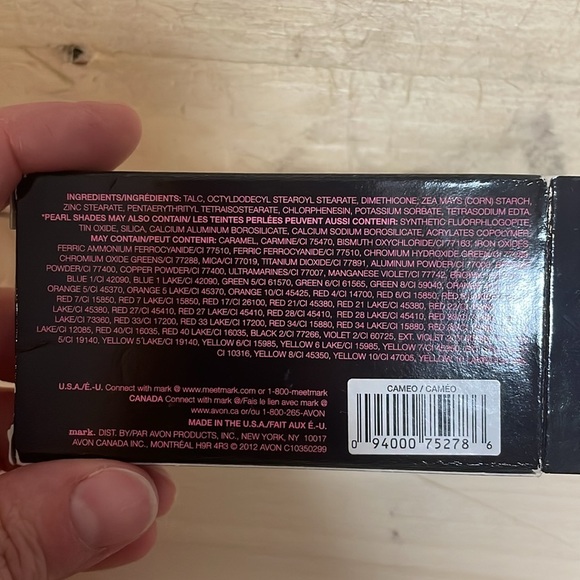 INGREDIENTS/INGRÉDIENTS: TALC, OCTYLDODECYL STEAROYL STEARATE, DIMETHICONE; ZEA MAYS (CORN) STARCH,
ZINC STEARATE, PENTAERYTHRITYL TETRAISOSTEARATE, CHLORPHENESIN, POTASSIUM SORBATE, TETRASODIUM EDTA.
*PEARL SHADES MAY ALSO CONTAIN/ LES TEINTES PERLÉES PEUVENT AUSSI CONTENIR: SYNTHETIC FLUORPHLOGOPITE,
TIN OXIDE, SILICA, CALCIUM ALUMINUM BOROSILICATE, CALCIUM SODIUM BOROSILICATE, ACRYLATES COPOLYMER.
MAY CONTAIN/PEUT CONTENIR: CARAMEL, CARMINE/CI 75470, BISMUTH OXYCHLORIDE/CI 77163, IRON OXIDES,
FERRIC AMMONIUM FERROCYANIDE/CI 77510, FERRIC FERROCYANIDE/CI 77510, CHROMIUM HYDROXIDE GREEN/CI
CHROMIUM OXIDE GREENS/CI 77288, MICA/CI 77019, TITANIUM DIOXIDE/CI 77891, ALUMINUM POWDER/CI 77000,
POWDER/CI 77400, COPPER POWDER/CI 77400, ULTRAMARINES/CI 77007, MANGANESE VIOLET/CI 77742,
BLUE 1/CI 42090, BLUE 1 LAKE/CI 42090, GREEN 5/CI 61570, GREEN 6/CI 61565, GREEN 8/CI 59040,
ORANGE 5/CI 45370, ORANGE 5 LAKE/CI 45370, ORANGE 10/CI 45425, RED 4/CI 14700, RED 6/CI 15850,
RED 7/CI 15850, RED 7 LAKE/CI 15850, RED 17/CI 26100, RED 21/CI 45380, RED 21 LAKE/CI 45380, RED 22/CI
LAKE/CI 45380, RED 27/CI 45410, RED 27 LAKE/CI 45410, RED 28/CI 45410, RED 28 LAKE/CI 45410, RED
LAKE/CI 73360, RED 33/CI 17200, RED 33 LAKE/CI 17200, RED 34/CI 15880, RED 34 LAKE/CI 15880, RED
LAKE/CI 12085, RED 40/CI 16035, RED 40 LAKE/CI 16035, BLACK 2/CI 77266, VIOLET 2/CI 60725, EXT. VIOLET
5/CI 19140, YELLOW 5 LAKE/CI 19140, YELLOW 6/CI 15985, YELLOW 6 LAKE/CI 15985, YELLOW
CI 10316, YELLOW 8/CI 45350, YELLOW 10/CI 47005, YELLOW
U.S.A./É.-U. Connect with mark @ www.meetmark.com or 1-800-meetmark
CANADA Connect with mark @/Fais le lien avec mark @
www.avon.ca or/ou 1-800-265-AVON
MADE IN THE U.S.A./FAIT AUX É.-U.
mark. DIST. BY/PAR AVON PRODUCTS, INC., NEW YORK, NY 10017
AVON CANADA INC., MONTRÉAL H9R 4R3 © 2012 AVON C10350299
CAMEO / CAMÉO
0 94000 75278 6